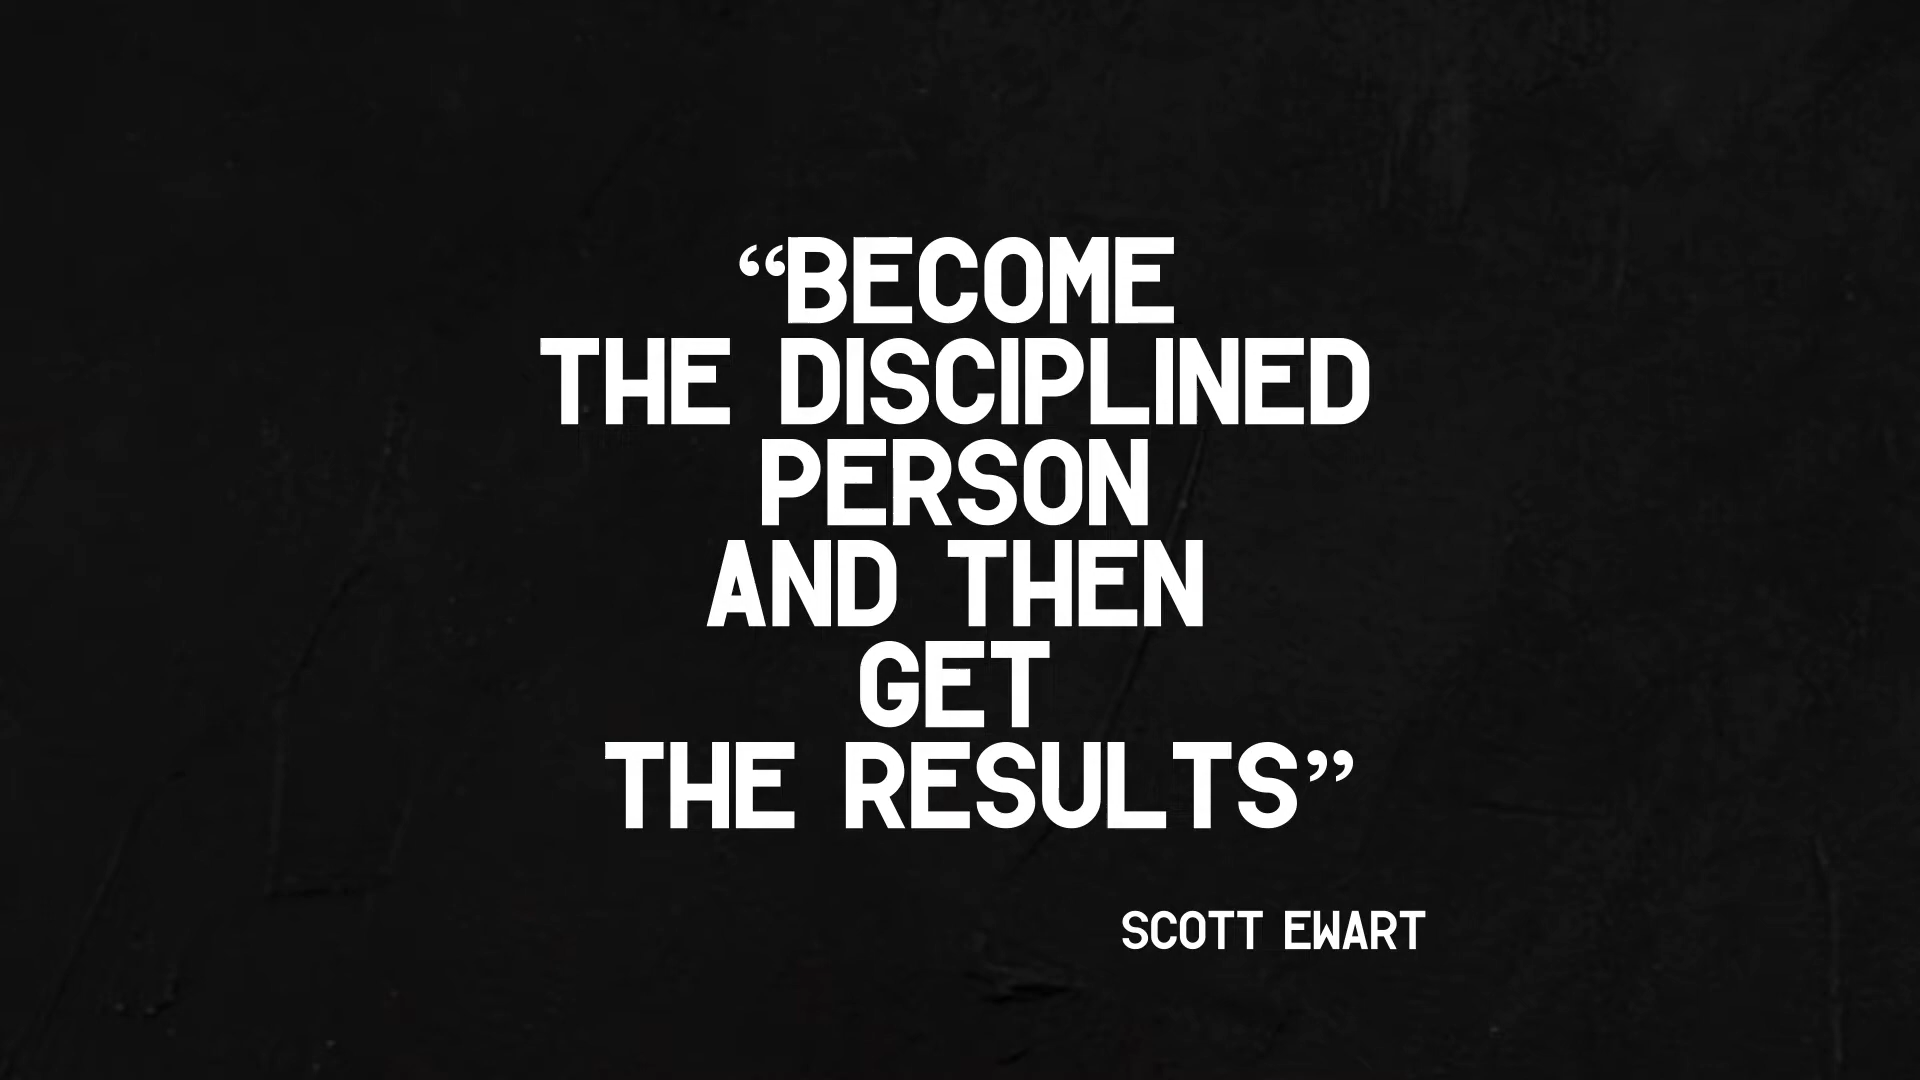 “BECOME
THE DISCIPLINED
PERSON
AND THEN
GET
THE RESULTS”
SCOTT EWART